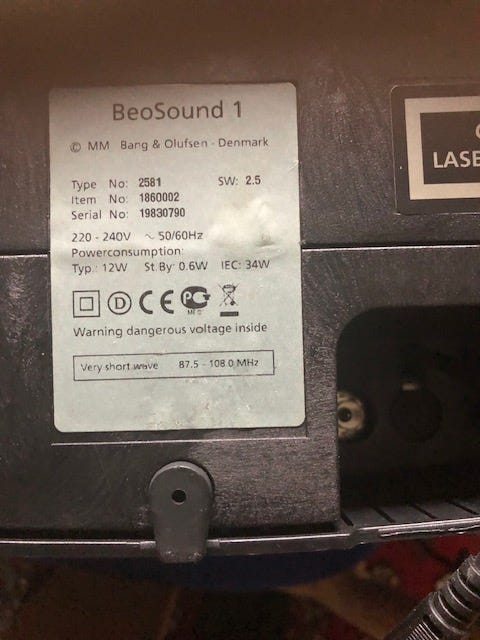 BeoSound 1
© MM Bang & Olufsen - Denmark
Type No: 2581 SW: 2.5
Item No: 1860002
Serial No: 19830790
220 - 240V ~ 50/60Hz
Powerconsumption:
Typ.: 12W St.By 0.6W IEC: 34W
D CE PG
Warning dangerous voltage inside
Very short wave 87.5 - 108.0 MHz
LASE